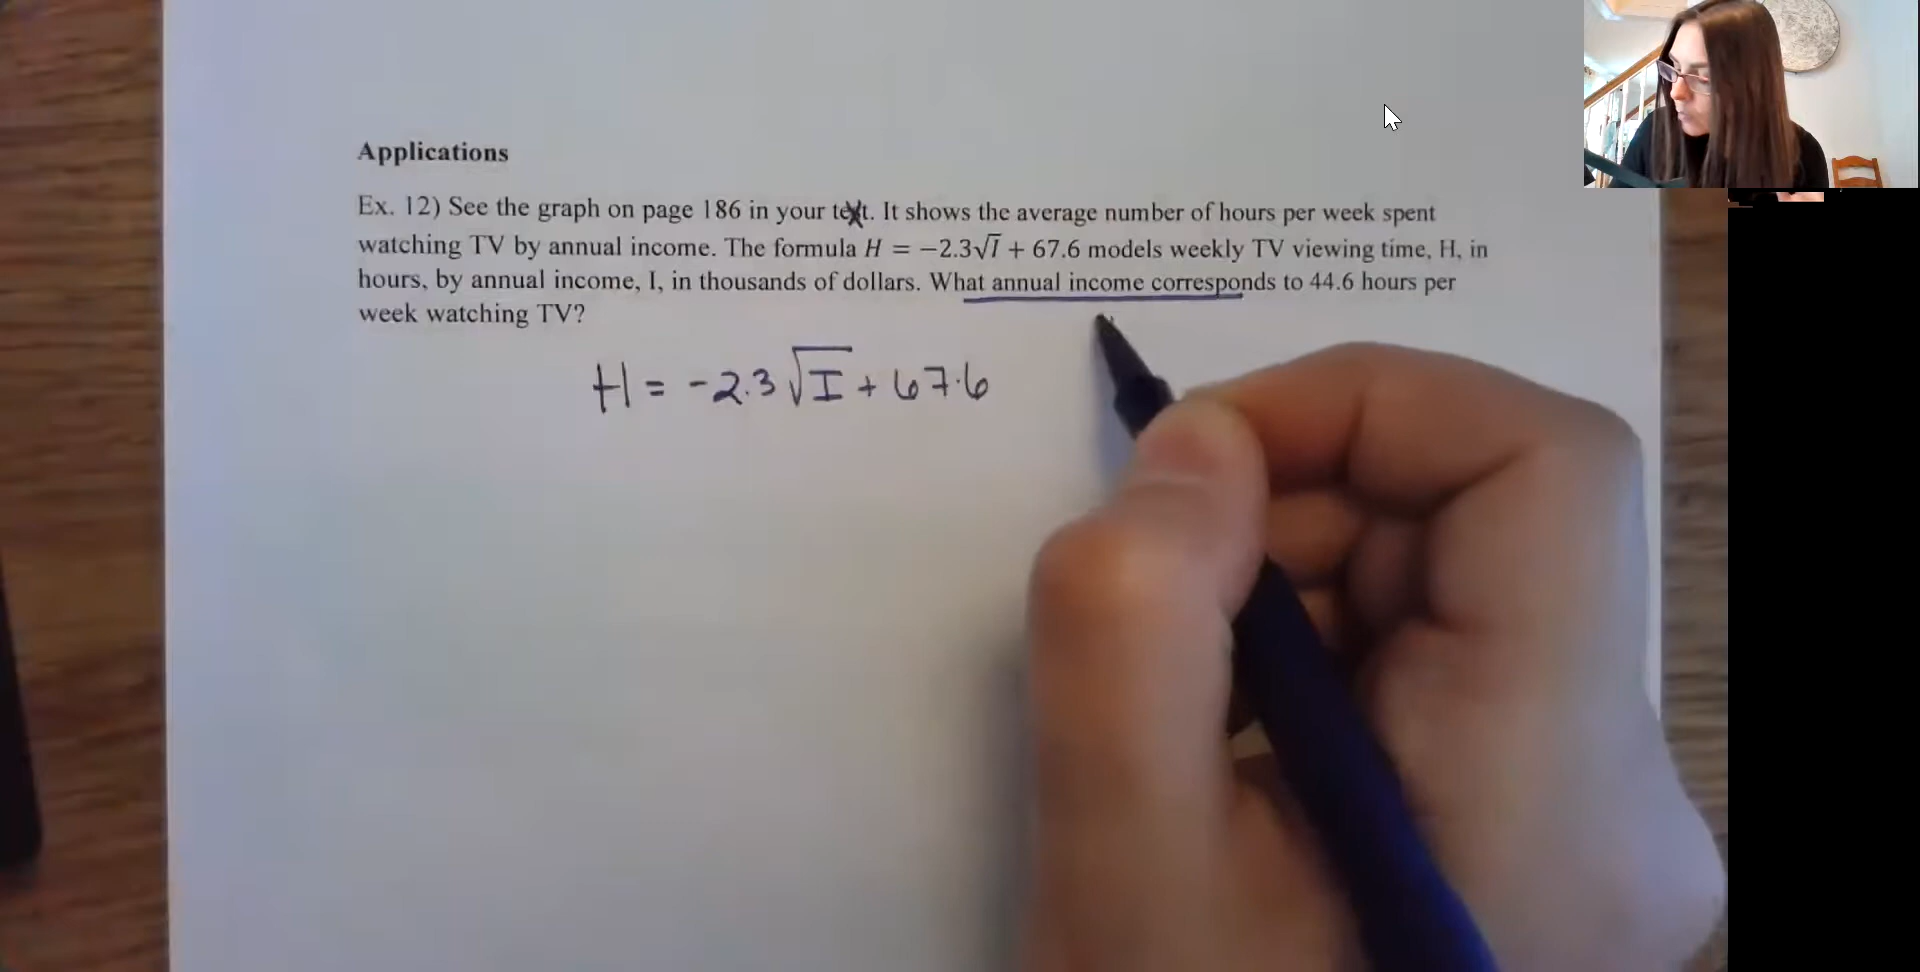 Applications
Ex. 12) See the graph on page 186 in your text. It shows the average number of hours per week spent
watching TV by annual income. The formula H = −2.3√I + 67.6 models weekly TV viewing time, H, in
hours, by annual income, I, in thousands of dollars. What annual income corresponds to 44.6 hours per
week watching TV?
H = -2.3√I + 67.6